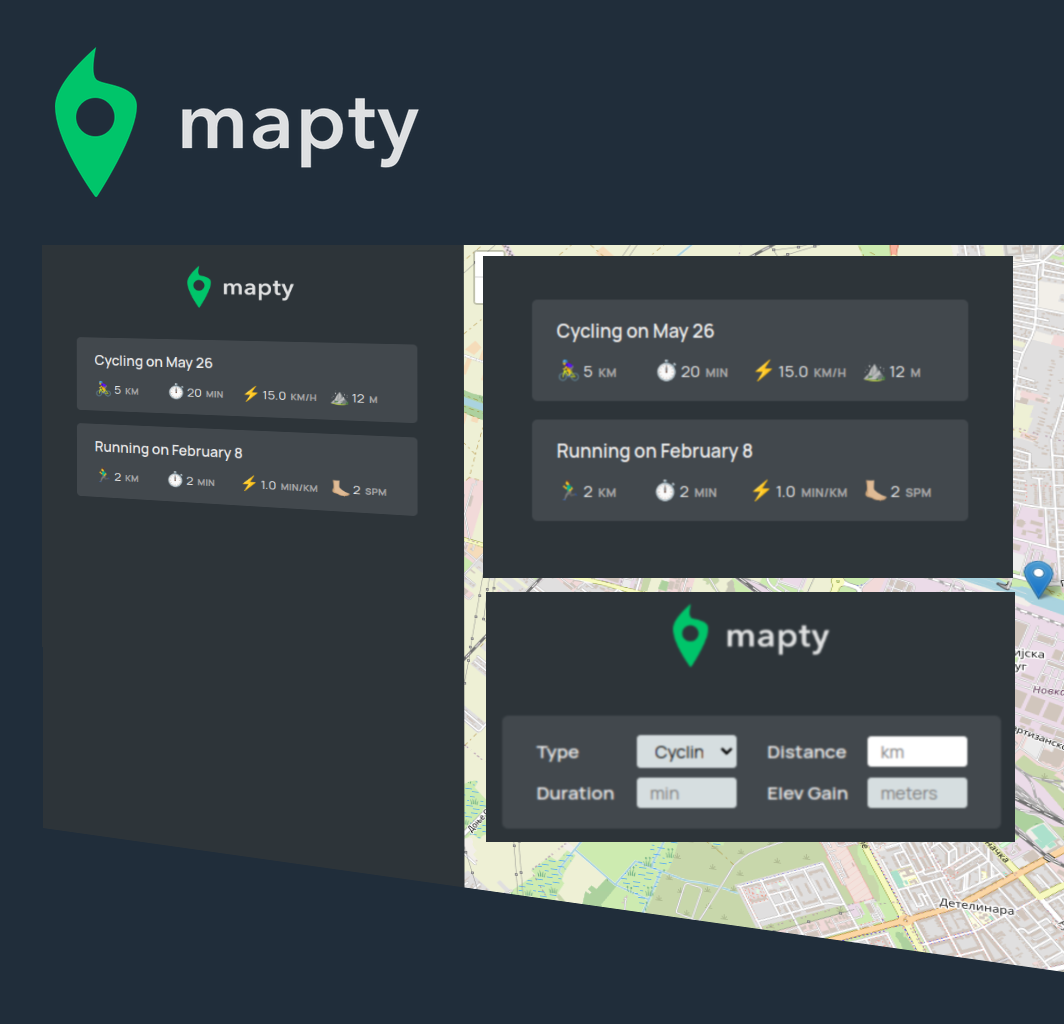 mapty
mapty
Cycling on May 26
5 KM 20 MIN 15.0 KM/H 12 M
Running on February 8
2 KM 2 MIN 1.0 MIN/KM 2 SPM
Cycling on May 26
5 KM 20 MIN 15.0 KM/H 12 M
Running on February 8
2 KM 2 MIN 1.0 MIN/KM 2 SPM
mapty
Type Cyclin Distance km
Duration min Elev Gain meters
Детелинара